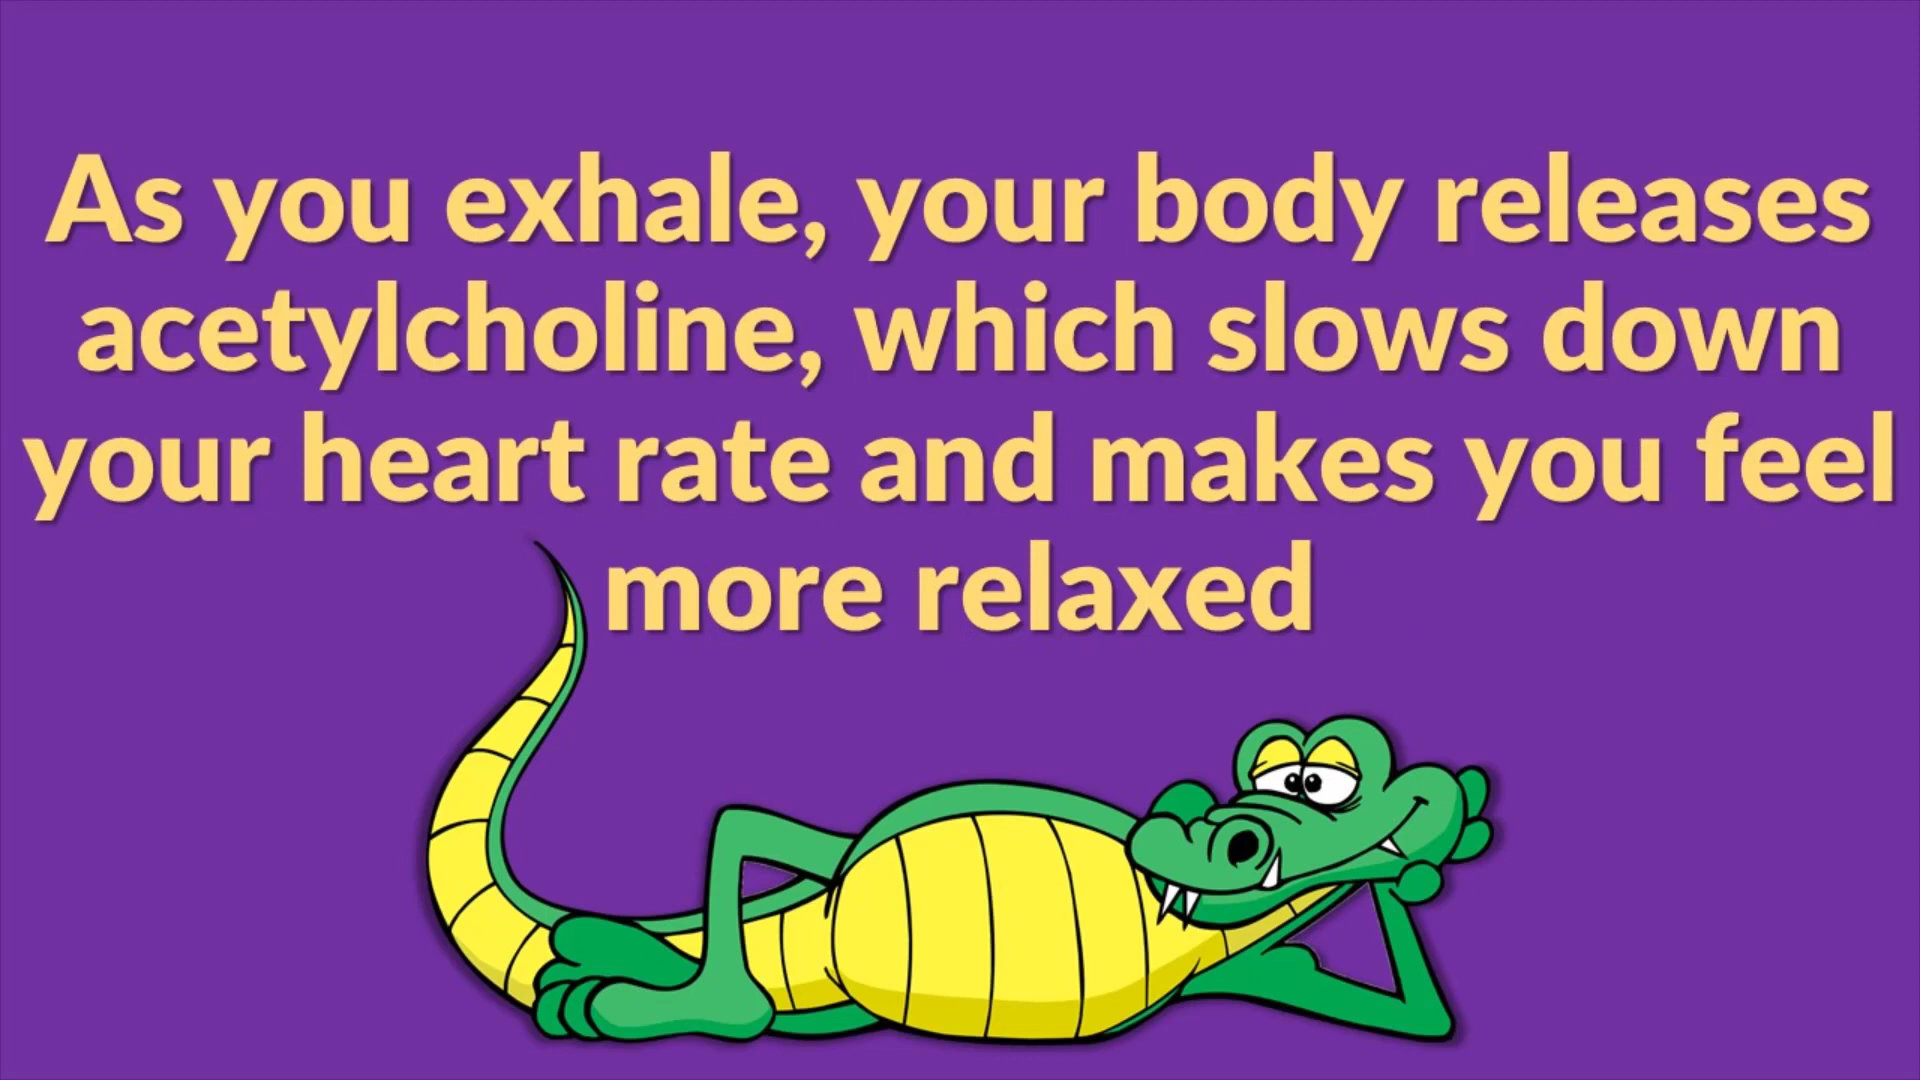 As you exhale, your body releases
acetylcholine, which slows down
your heart rate and makes you feel
more relaxed